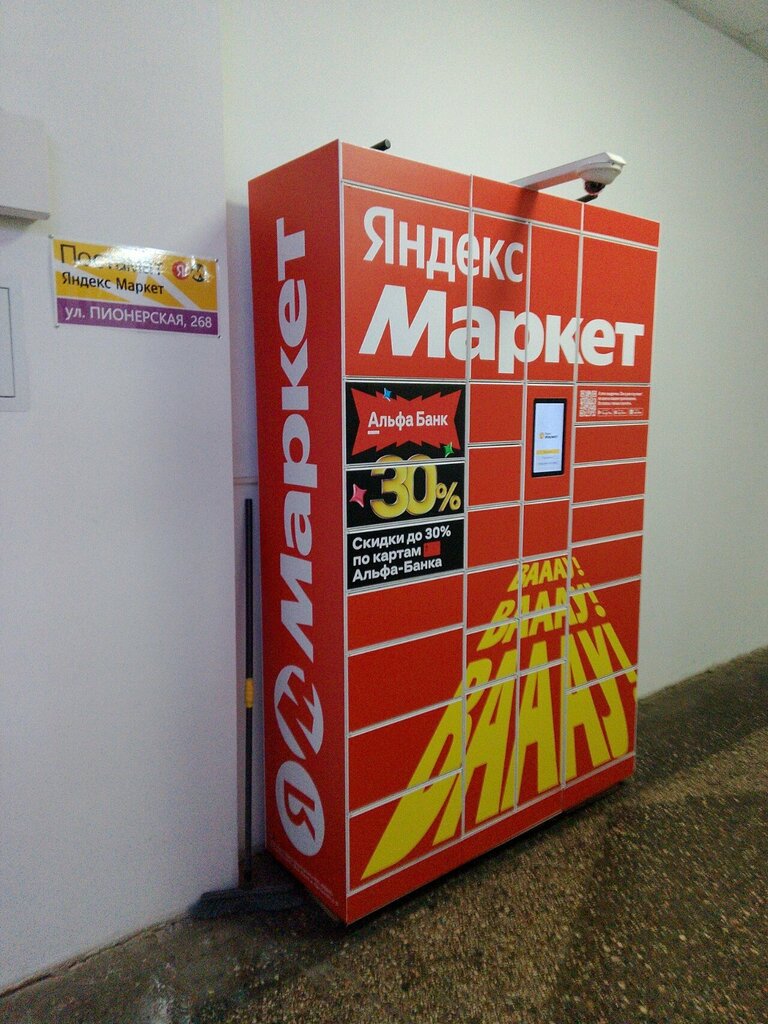 Постамат
Яндекс Маркет
ул. ПИОНЕРСКАЯ, 268
Я Маркет
Яндекс
Маркет
Альфа Банк
30%
Скидки до 30%
по картам
Альфа-Банка
ВАААУ!
ВАААУ!
ВАААУ!